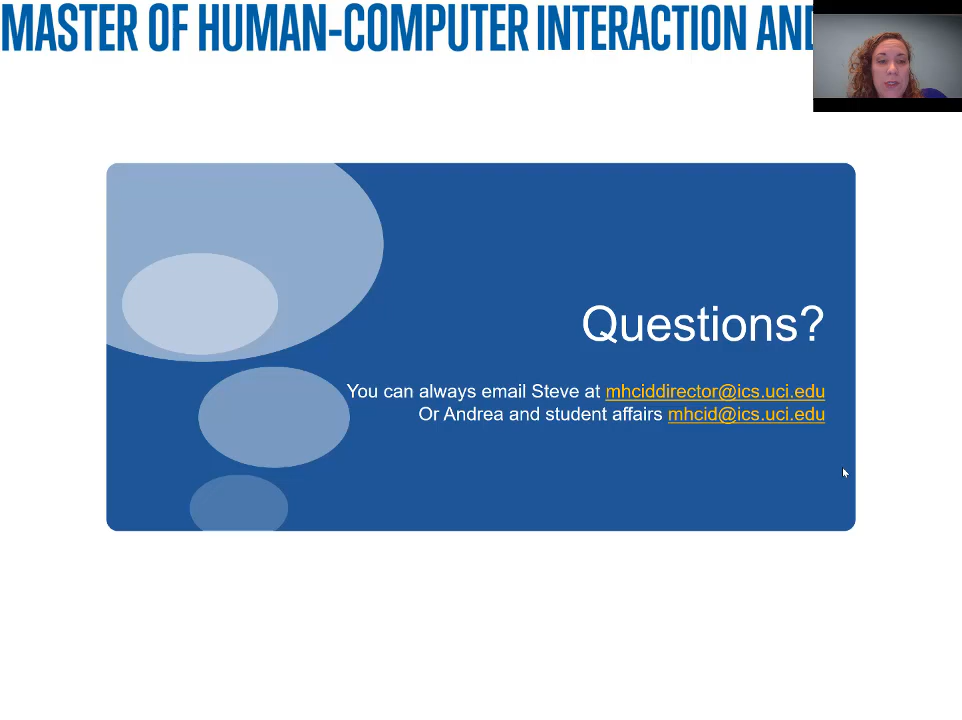 MASTER OF HUMAN-COMPUTER INTERACTION AND
Questions?
You can always email Steve at mhciddirector@ics.uci.edu
Or Andrea and student affairs mhcid@ics.uci.edu